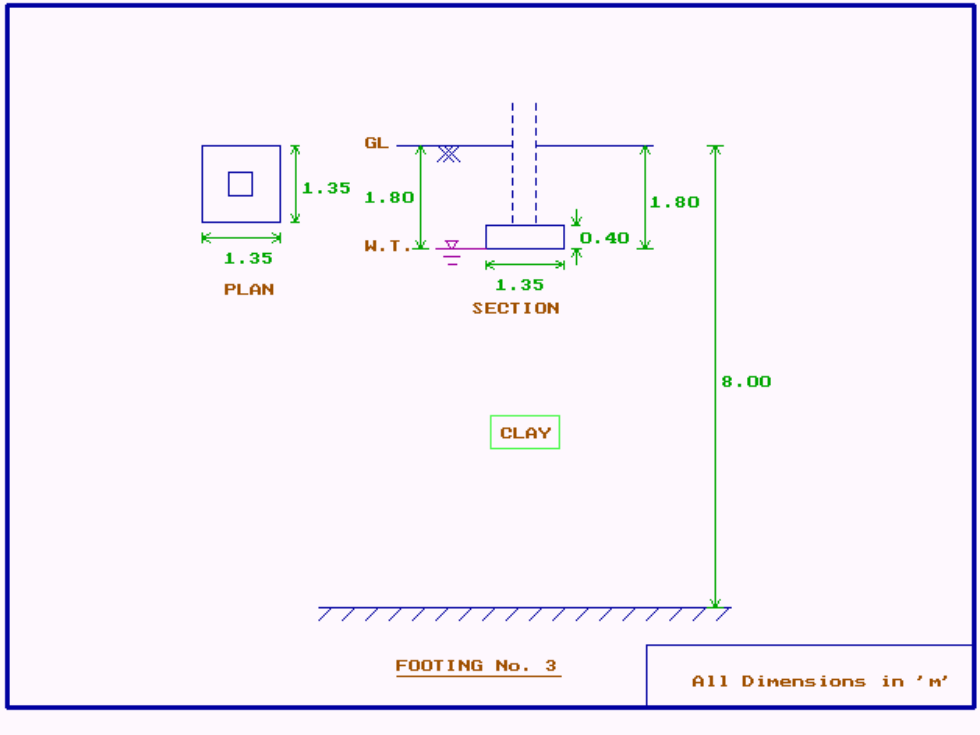 GL
1.35
1.80
1.80
W.T.
0.40
1.35
1.35
PLAN
SECTION
8.00
CLAY
FOOTING No. 3
All Dimensions in 'm'